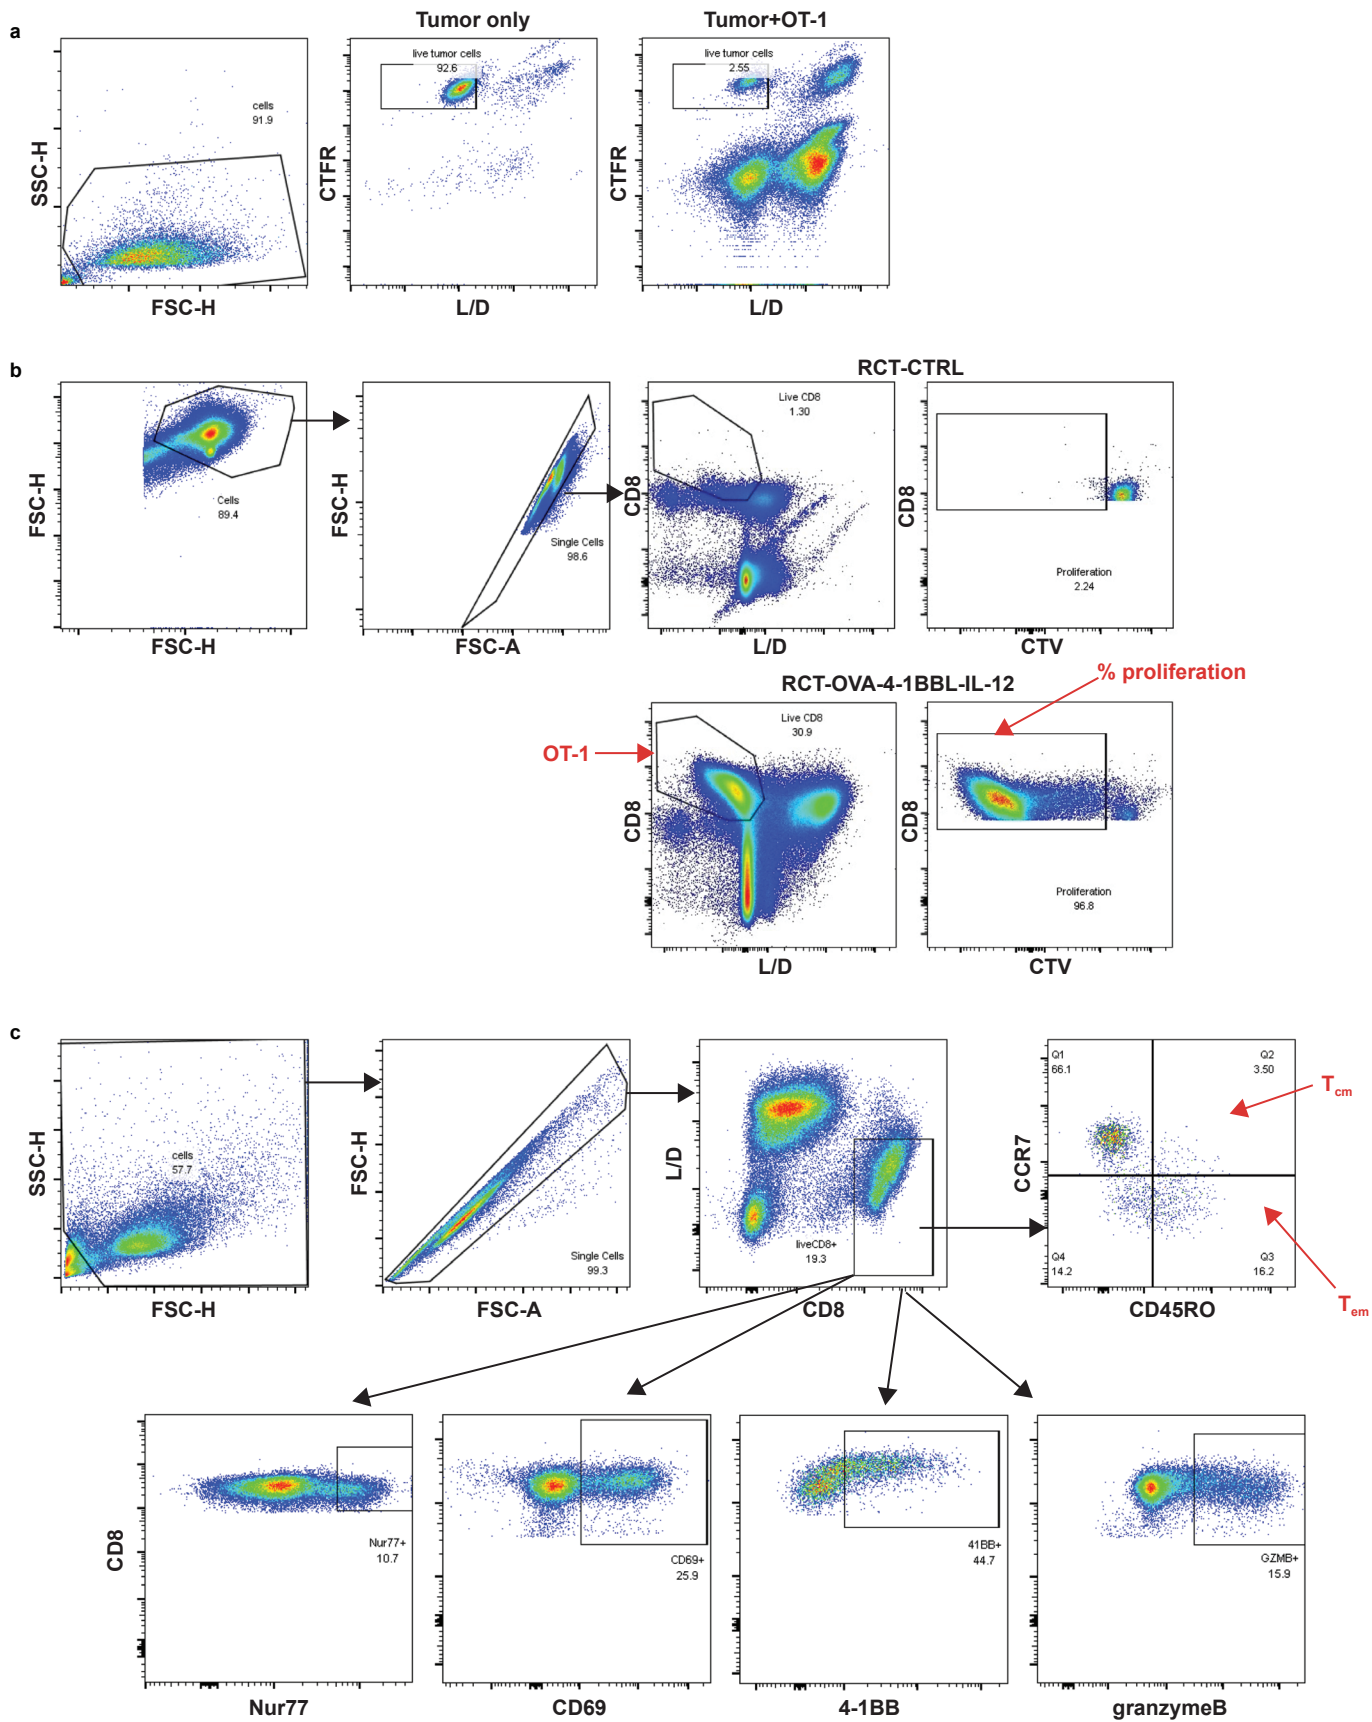 a
Tumor only
Tumor+OT-1
cells
91.9
live tumor cells
92.6
live tumor cells
2.55
SSC-H
CTFR
CTFR
FSC-H
L/D
L/D
b
RCT-CTRL
Cells
89.4
Single Cells
98.6
Live CD8
1.30
Proliferation
2.24
FSC-H
FSC-H
CD8
CD8
FSC-H
FSC-A
L/D
CTV
RCT-OVA-4-1BBL-IL-12
% proliferation
OT-1
Live CD8
30.9
Proliferation
96.8
CD8
CD8
L/D
CTV
c
cells
57.7
Single Cells
99.3
liveCD8+
19.3
Q1
66.1
Q2
3.50
Q4
14.2
Q3
16.2
Tcm
Tem
SSC-H
FSC-H
L/D
CCR7
FSC-H
FSC-A
CD8
CD45RO
Nur77+
10.7
CD69+
25.9
41BB+
44.7
GZMB+
15.9
CD8
Nur77
CD69
4-1BB
granzymeB